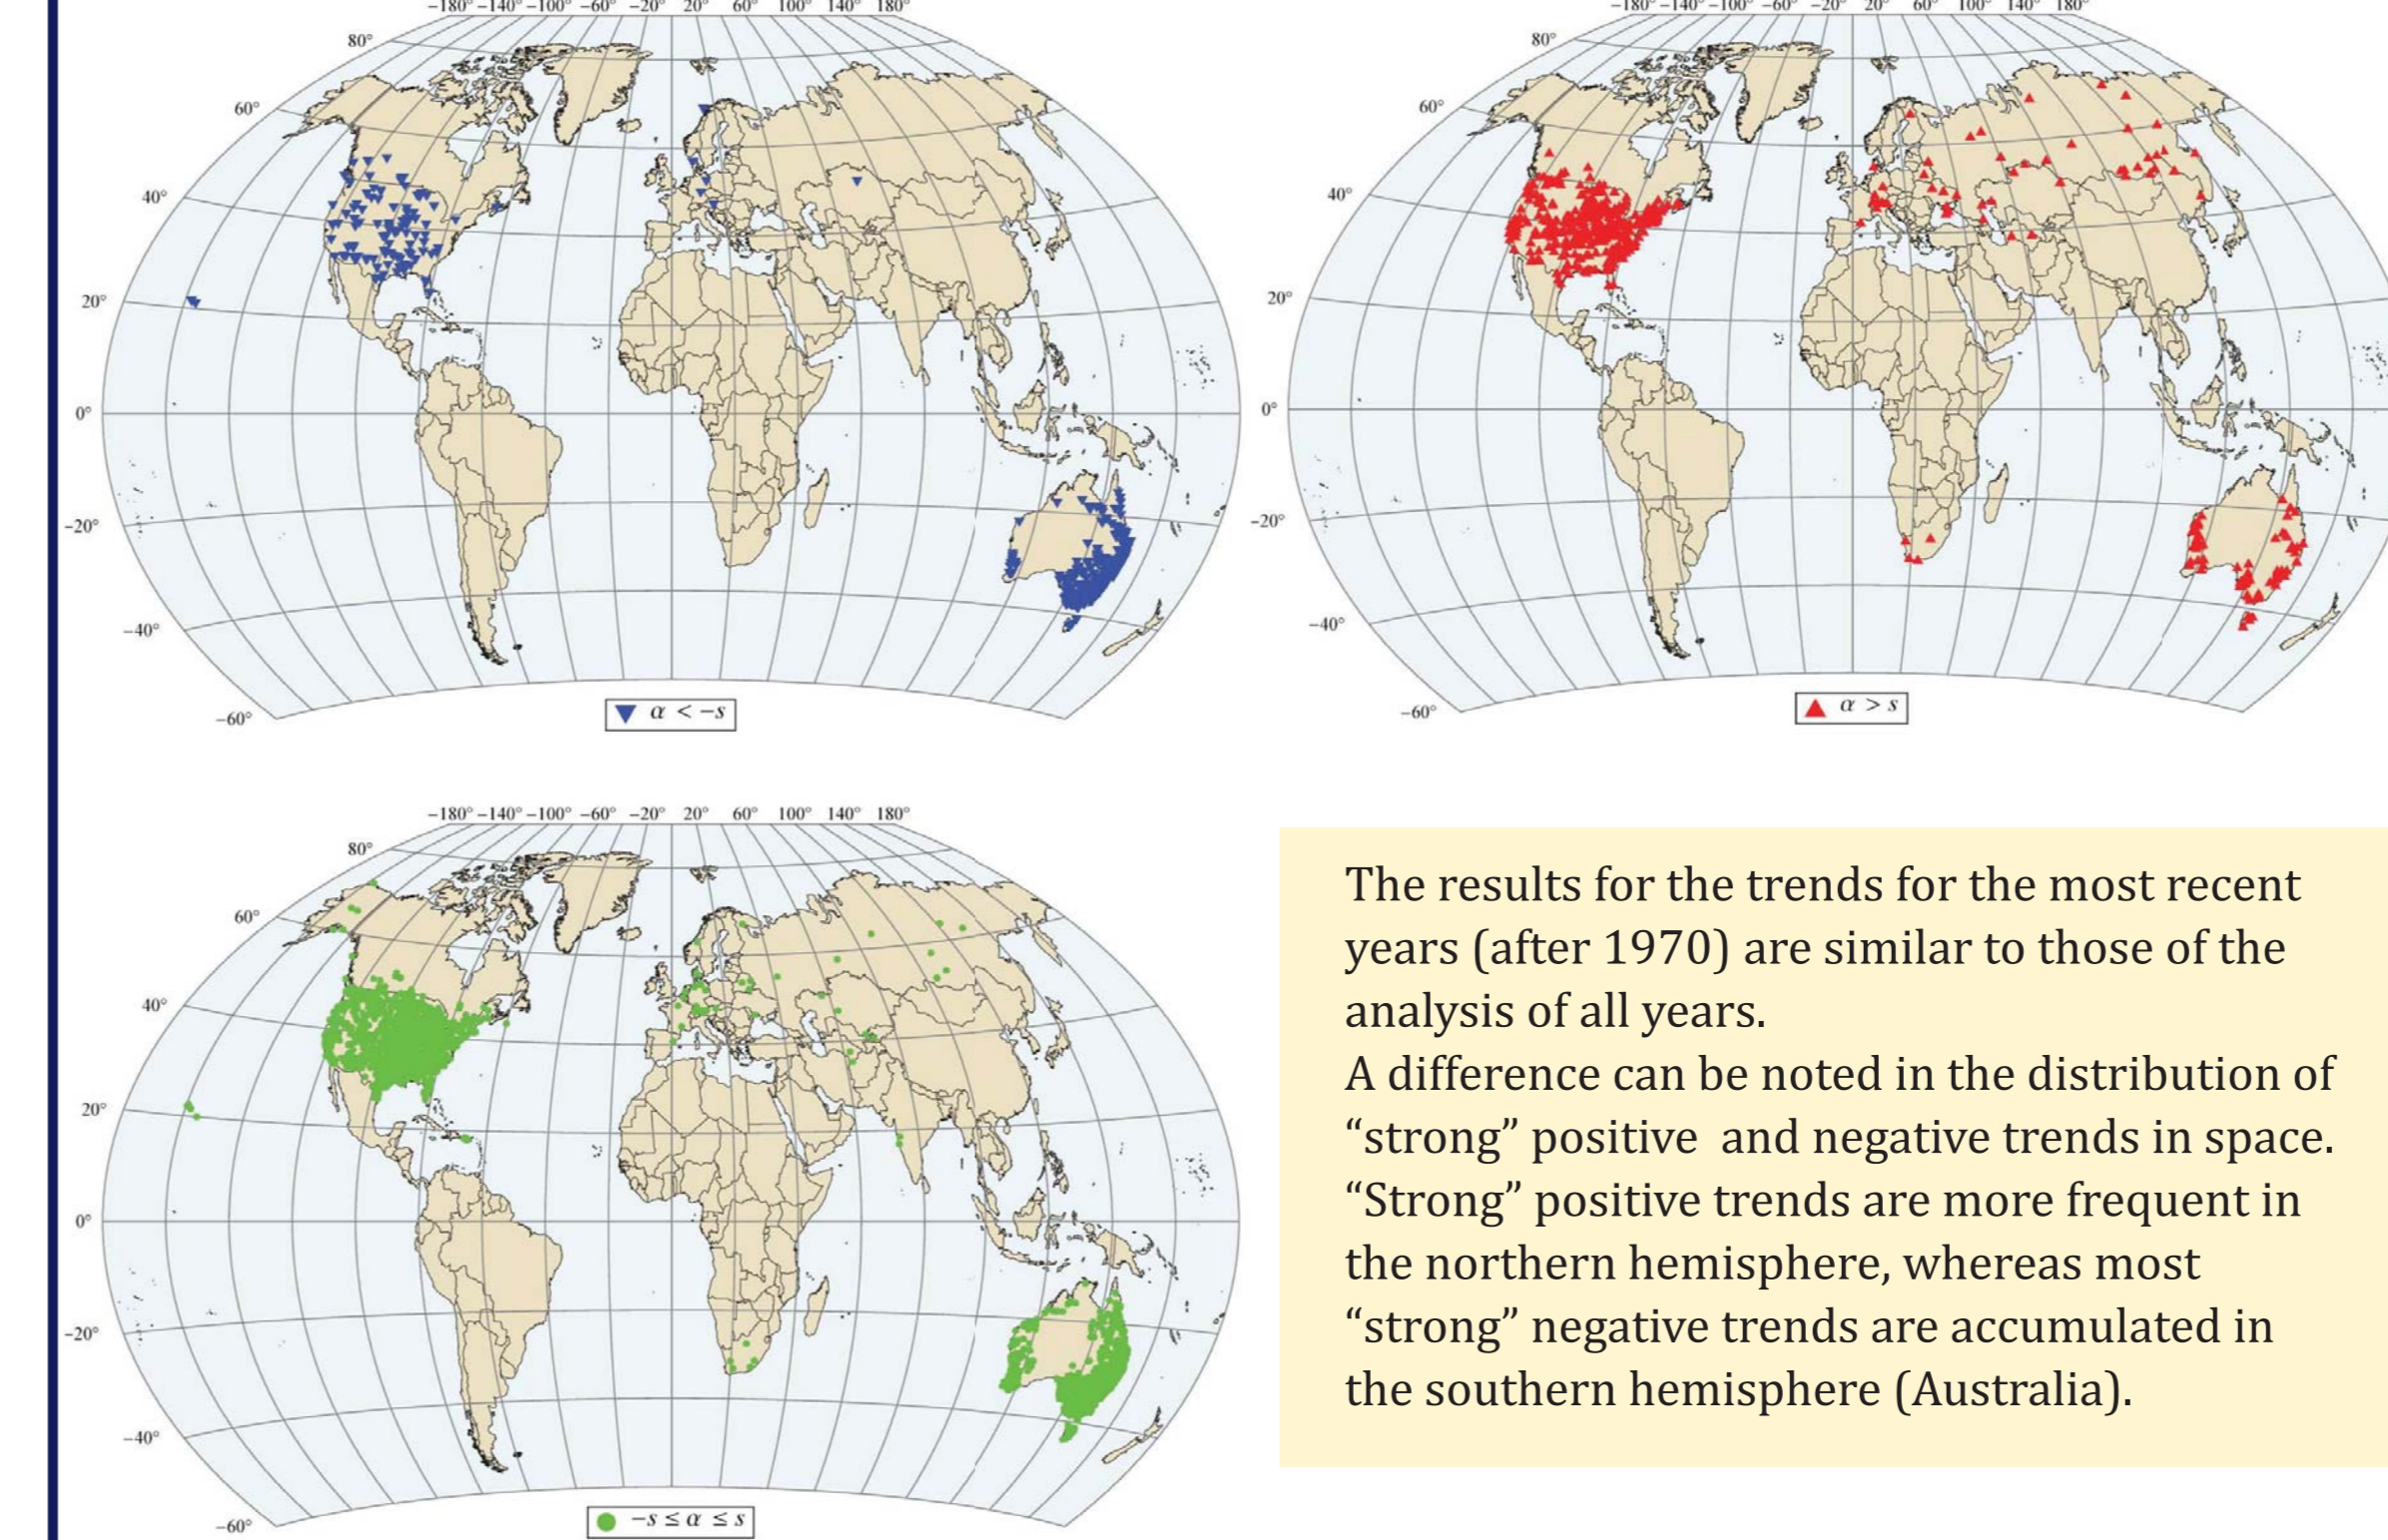 −180° −140° −100° −60° −20° 20° 60° 100° 140° 180°
80°
60°
40°
20°
0°
−20°
−40°
−60°
α < −s
−180° −140° −100° −60° −20° 20° 60° 100° 140° 180°
80°
60°
40°
20°
0°
−20°
−40°
−60°
α > s
−180° −140° −100° −60° −20° 20° 60° 100° 140° 180°
80°
60°
40°
20°
0°
−20°
−40°
−60°
−s ≤ α ≤ s
The results for the trends for the most recent
years (after 1970) are similar to those of the
analysis of all years.
A difference can be noted in the distribution of
“strong” positive and negative trends in space.
“Strong” positive trends are more frequent in
the northern hemisphere, whereas most
“strong” negative trends are accumulated in
the southern hemisphere (Australia).